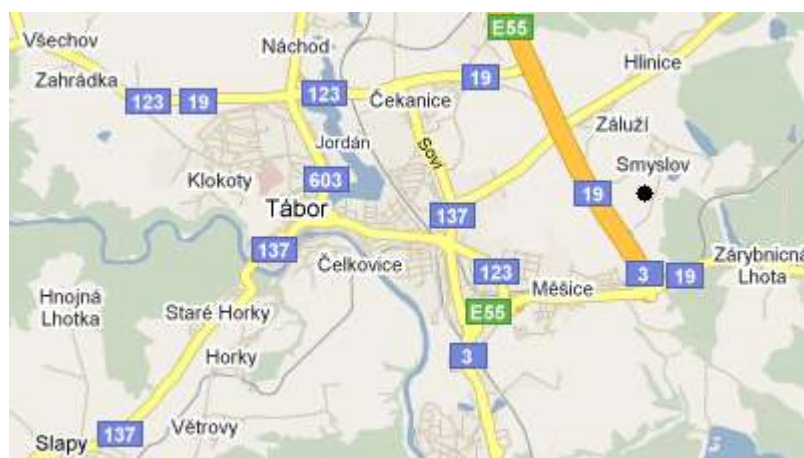 E55
Všechov
Náchod
Zahrádka
123
19
123
Čekanice
19
Hlinice
Jordán
Sovi
Záluží
Smyslov
Klokoty
603
19
Tábor
137
137
Čelkovice
123
Měšice
3
19
Zárybnicná
Lhota
Hnojná
Lhotka
Staré Horky
E55
Horky
3
Slapy
137
Větrovy